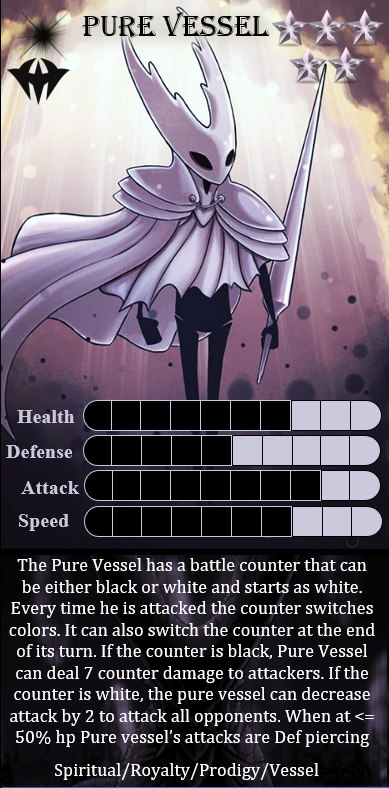 PURE VESSEL
Health
Defense
Attack
Speed
The Pure Vessel has a battle counter that can
be either black or white and starts as white.
Every time he is attacked the counter switches
colors. It can also switch the counter at the end
of its turn. If the counter is black, Pure Vessel
can deal 7 counter damage to attackers. If the
counter is white, the pure vessel can decrease
attack by 2 to attack all opponents. When at <=
50% hp Pure vessel's attacks are Def piercing
Spiritual/Royalty/Prodigy/Vessel